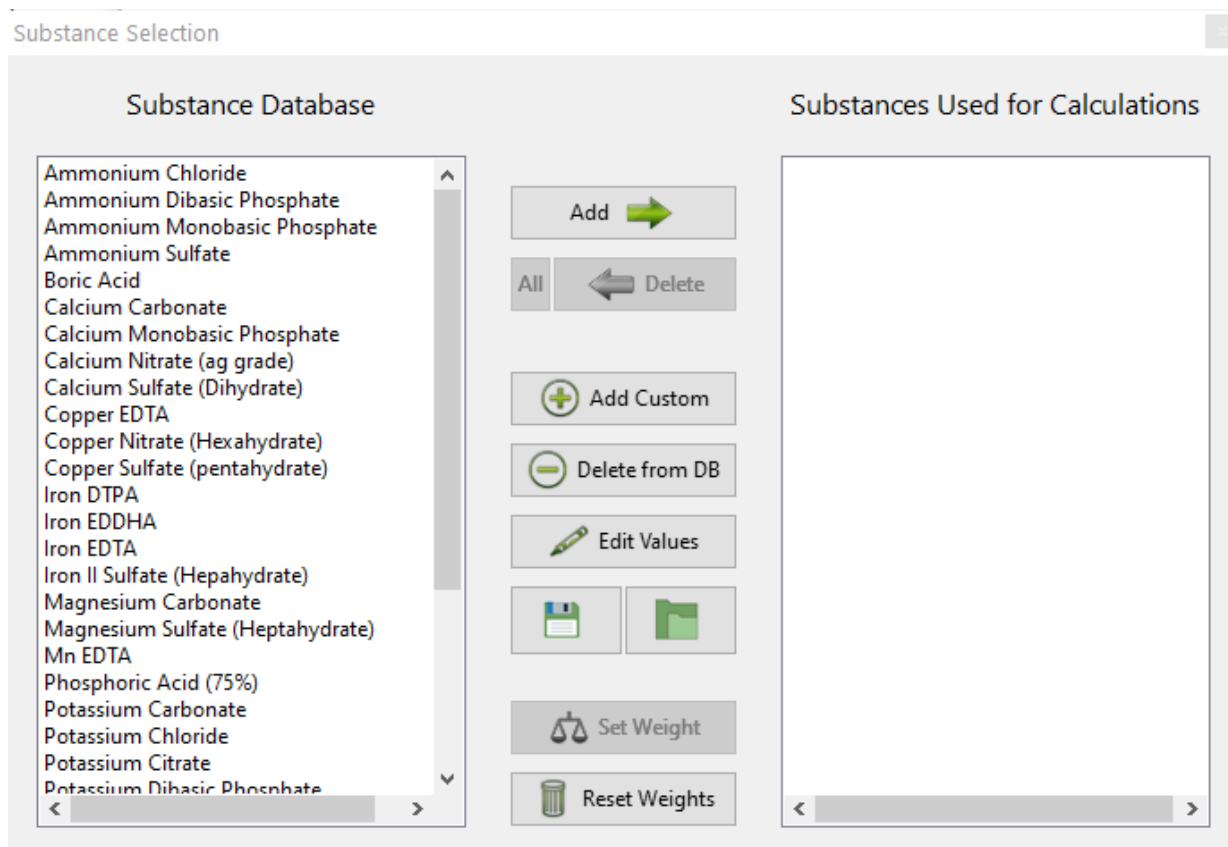 Substance Selection
Substance Database
Substances Used for Calculations
Ammonium Chloride
Ammonium Dibasic Phosphate
Ammonium Monobasic Phosphate
Ammonium Sulfate
Boric Acid
Calcium Carbonate
Calcium Monobasic Phosphate
Calcium Nitrate (ag grade)
Calcium Sulfate (Dihydrate)
Copper EDTA
Copper Nitrate (Hexahydrate)
Copper Sulfate (pentahydrate)
Iron DTPA
Iron EDDHA
Iron EDTA
Iron II Sulfate (Hepahydrate)
Magnesium Carbonate
Magnesium Sulfate (Heptahydrate)
Mn EDTA
Phosphoric Acid (75%)
Potassium Carbonate
Potassium Chloride
Potassium Citrate
Potassium Dibasic Phosphate
Add
All
Delete
Add Custom
Delete from DB
Edit Values
Set Weight
Reset Weights